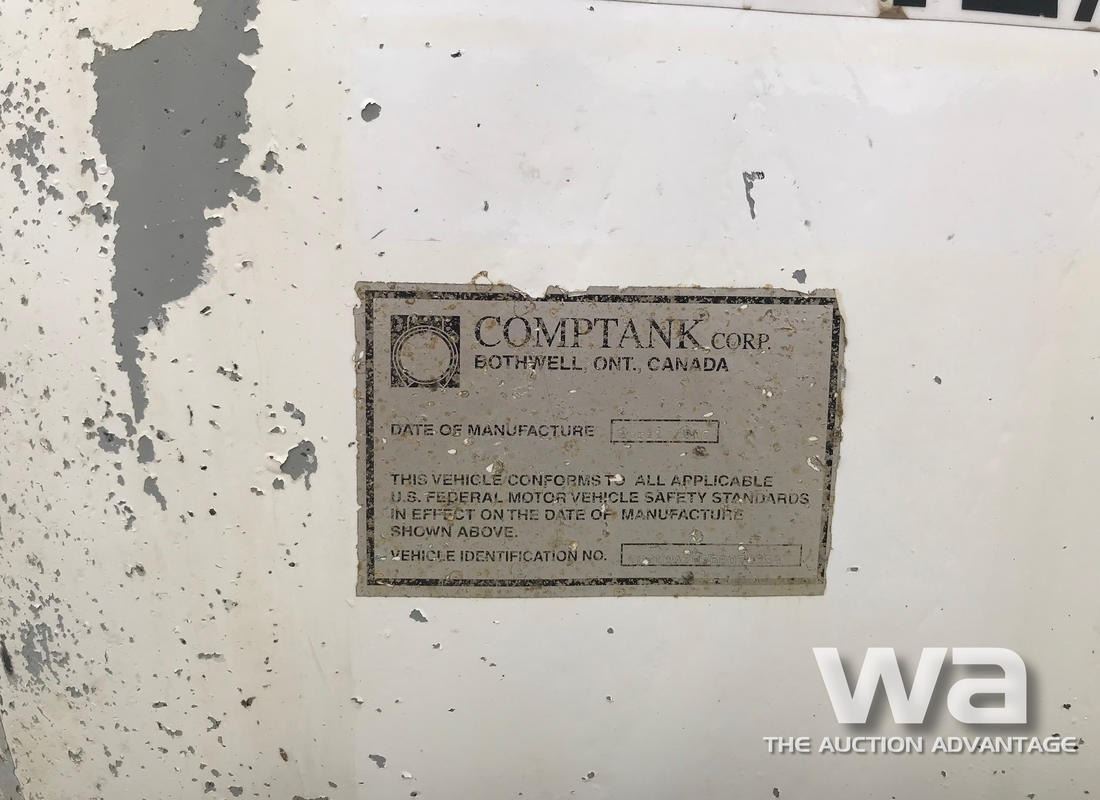 COMPTANK CORP.
BOTHWELL, ONT., CANADA
DATE OF MANUFACTURE
THIS VEHICLE CONFORMS TO ALL APPLICABLE
U.S. FEDERAL MOTOR VEHICLE SAFETY STANDARDS
IN EFFECT ON THE DATE OF MANUFACTURE
SHOWN ABOVE.
VEHICLE IDENTIFICATION NO.
wa
THE AUCTION ADVANTAGE